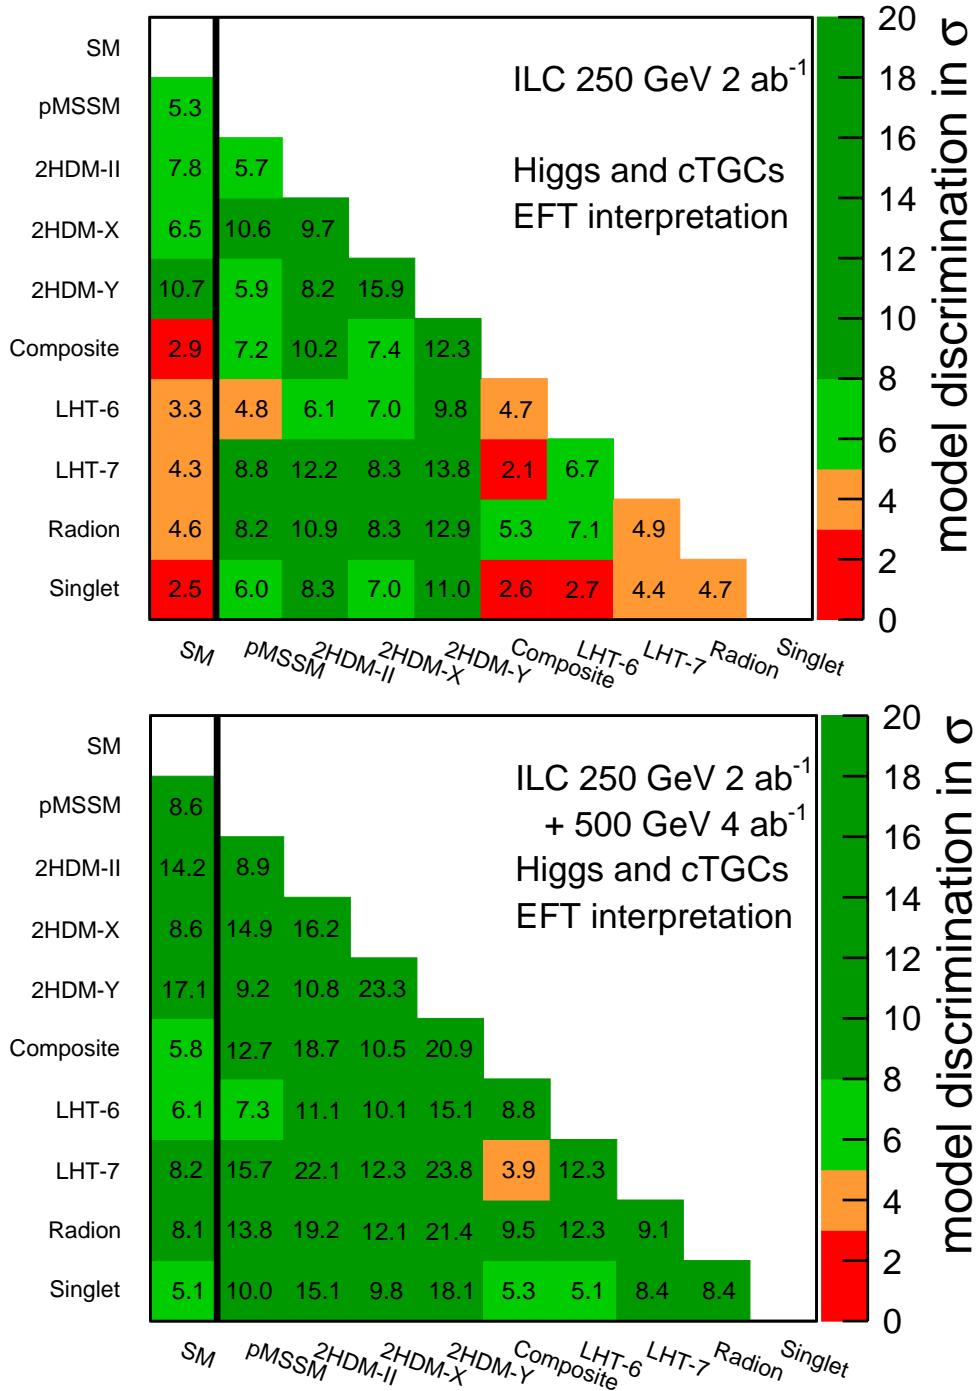 ILC 250 GeV 2 ab⁻¹
Higgs and cTGCs
EFT interpretation
SM
pMSSM 5.3
2HDM-II 7.8 5.7
2HDM-X 6.5 10.6 9.7
2HDM-Y 10.7 5.9 8.2 15.9
Composite 2.9 7.2 10.2 7.4 12.3
LHT-6 3.3 4.8 6.1 7.0 9.8 4.7
LHT-7 4.3 8.8 12.2 8.3 13.8 2.1 6.7
Radion 4.6 8.2 10.9 8.3 12.9 5.3 7.1 4.9
Singlet 2.5 6.0 8.3 7.0 11.0 2.6 2.7 4.4 4.7
SM pMSSM 2HDM-II 2HDM-X 2HDM-Y Composite LHT-6 LHT-7 Radion Singlet
20
18
16
14
12
10
8
6
4
2
0
model discrimination in σ
ILC 250 GeV 2 ab⁻¹
+ 500 GeV 4 ab⁻¹
Higgs and cTGCs
EFT interpretation
SM
pMSSM 8.6
2HDM-II 14.2 8.9
2HDM-X 8.6 14.9 16.2
2HDM-Y 17.1 9.2 10.8 23.3
Composite 5.8 12.7 18.7 10.5 20.9
LHT-6 6.1 7.3 11.1 10.1 15.1 8.8
LHT-7 8.2 15.7 22.1 12.3 23.8 3.9 12.3
Radion 8.1 13.8 19.2 12.1 21.4 9.5 12.3 9.1
Singlet 5.1 10.0 15.1 9.8 18.1 5.3 5.1 8.4 8.4
SM pMSSM 2HDM-II 2HDM-X 2HDM-Y Composite LHT-6 LHT-7 Radion Singlet
20
18
16
14
12
10
8
6
4
2
0
model discrimination in σ